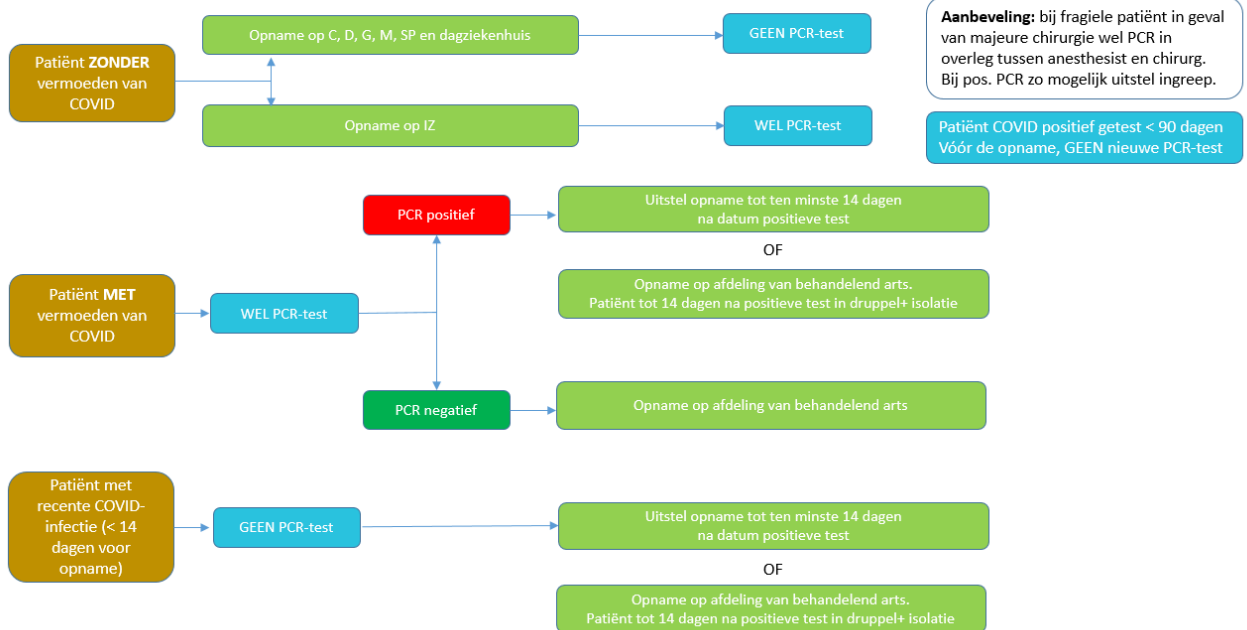 Patiënt ZONDER
vermoeden van
COVID
Opname op C, D, G, M, SP en dagziekenhuis
GEEN PCR-test
Opname op IZ
WEL PCR-test
Aanbeveling: bij fragiele patiënt in geval
van majeure chirurgie wel PCR in
overleg tussen anesthesist en chirurg.
Bij pos. PCR zo mogelijk uitstel ingreep.
Patiënt COVID positief getest < 90 dagen
Vóór de opname, GEEN nieuwe PCR-test
Patiënt MET
vermoeden van
COVID
WEL PCR-test
PCR positief
Uitstel opname tot ten minste 14 dagen
na datum positieve test
OF
Opname op afdeling van behandelend arts.
Patiënt tot 14 dagen na positieve test in druppel+ isolatie
PCR negatief
Opname op afdeling van behandelend arts
Patiënt met
recente COVID-
infectie (< 14
dagen voor
opname)
GEEN PCR-test
Uitstel opname tot ten minste 14 dagen
na datum positieve test
OF
Opname op afdeling van behandelend arts.
Patiënt tot 14 dagen na positieve test in druppel+ isolatie